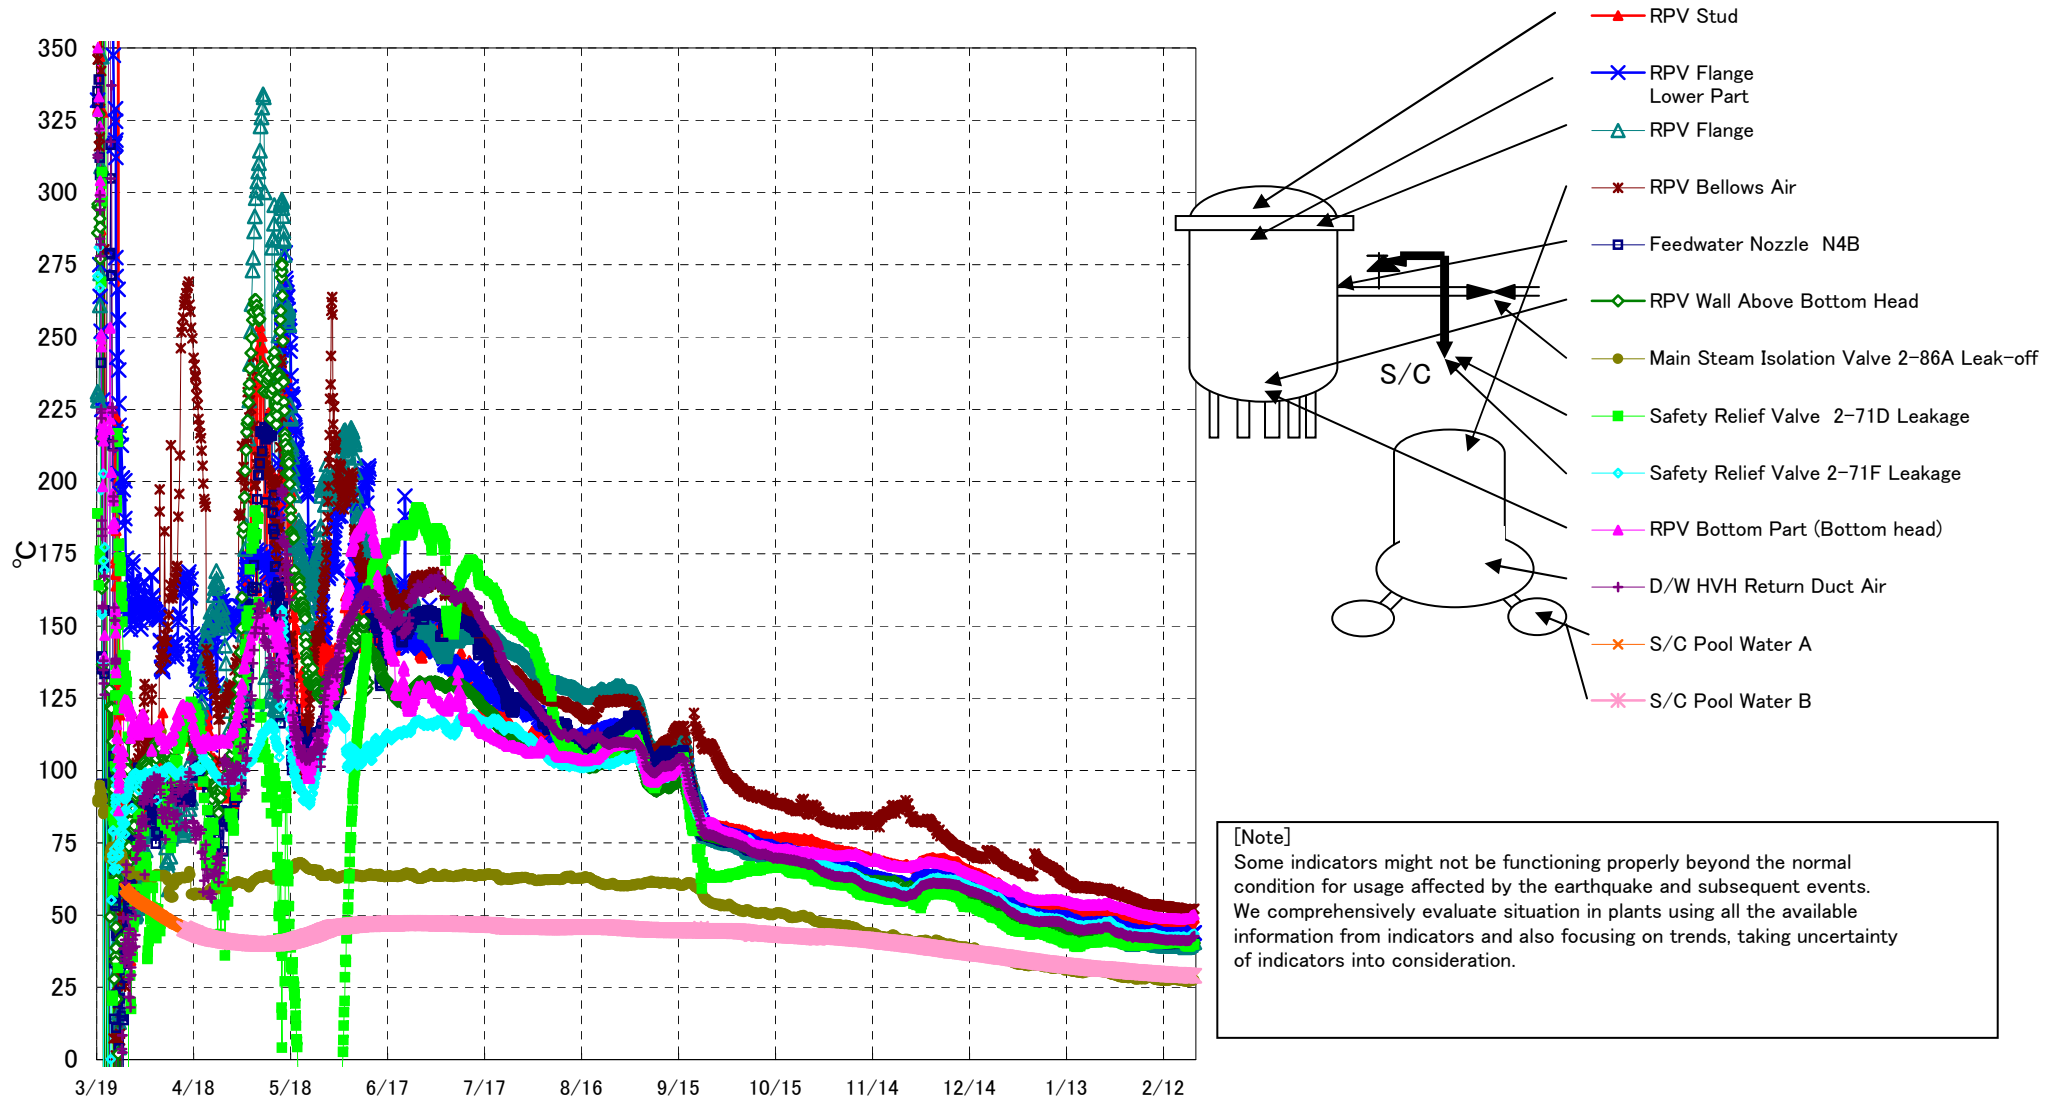 350
325
300
275
250
225
200
175
150
125
100
75
50
25
0
℃
3/19 4/18 5/18 6/17 7/17 8/16 9/15 10/15 11/14 12/14 1/13 2/12
RPV Stud
RPV Flange
Lower Part
RPV Flange
RPV Bellows Air
Feedwater Nozzle N4B
RPV Wall Above Bottom Head
Main Steam Isolation Valve 2-86A Leak-off
Safety Relief Valve 2-71D Leakage
Safety Relief Valve 2-71F Leakage
RPV Bottom Part (Bottom head)
D/W HVH Return Duct Air
S/C Pool Water A
S/C Pool Water B
S/C
[Note]
Some indicators might not be functioning properly beyond the normal
condition for usage affected by the earthquake and subsequent events.
We comprehensively evaluate situation in plants using all the available
information from indicators and also focusing on trends, taking uncertainty
of indicators into consideration.